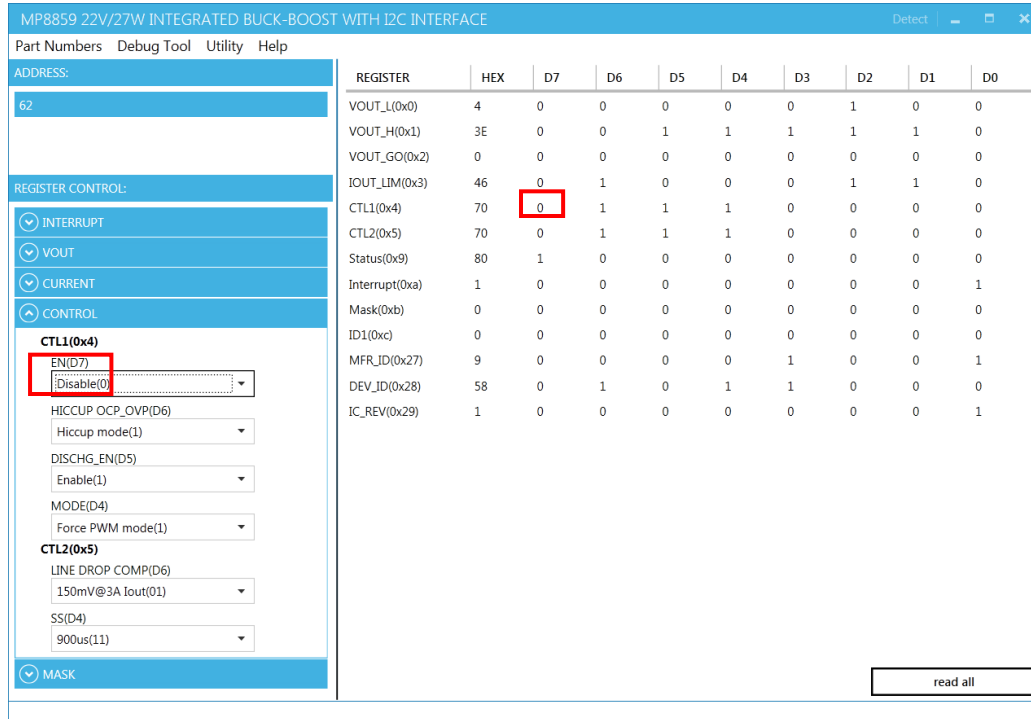 MP8859 22V/27W INTEGRATED BUCK-BOOST WITH I2C INTERFACE
Detect
Part Numbers Debug Tool Utility Help
ADDRESS:
62
REGISTER CONTROL:
INTERRUPT
VOUT
CURRENT
CONTROL
CTL1(0x4)
EN(D7)
Disable(0)
HICCUP OCP_OVP(D6)
Hiccup mode(1)
DISCHG_EN(D5)
Enable(1)
MODE(D4)
Force PWM mode(1)
CTL2(0x5)
LINE DROP COMP(D6)
150mV@3A Iout(01)
SS(D4)
900us(11)
MASK
REGISTER HEX D7 D6 D5 D4 D3 D2 D1 D0
VOUT_L(0x0) 4 0 0 0 0 0 1 0 0
VOUT_H(0x1) 3E 0 0 1 1 1 1 1 0
VOUT_GO(0x2) 0 0 0 0 0 0 0 0 0
IOUT_LIM(0x3) 46 0 1 0 0 0 1 1 0
CTL1(0x4) 70 0 1 1 1 0 0 0 0
CTL2(0x5) 70 0 1 1 1 0 0 0 0
Status(0x9) 80 1 0 0 0 0 0 0 0
Interrupt(0xa) 1 0 0 0 0 0 0 0 1
Mask(0xb) 0 0 0 0 0 0 0 0 0
ID1(0xc) 0 0 0 0 0 0 0 0 0
MFR_ID(0x27) 9 0 0 0 0 1 0 0 1
DEV_ID(0x28) 58 0 1 0 1 1 0 0 0
IC_REV(0x29) 1 0 0 0 0 0 0 0 1
read all